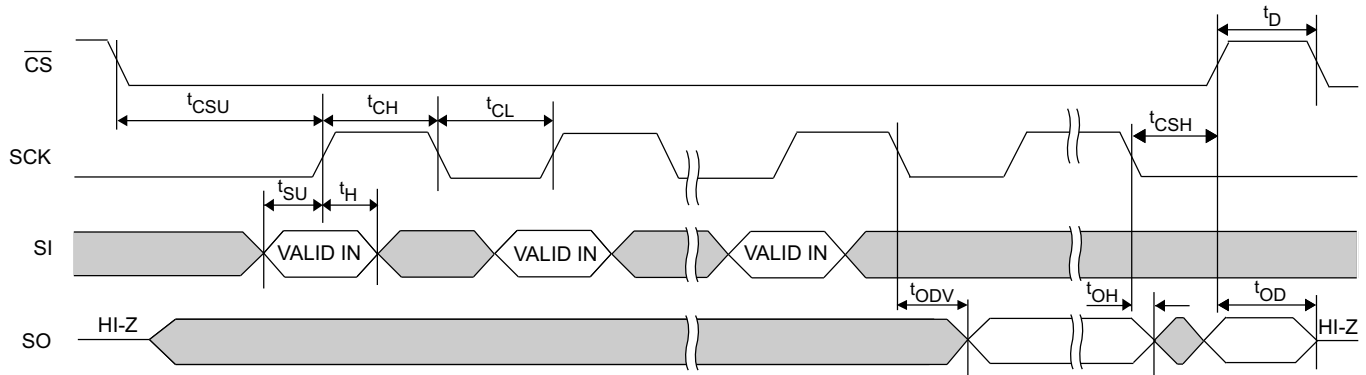 tD
CS
tCSU
tCH
tCL
tCSH
SCK
tSU
tH
SI
VALID IN
VALID IN
VALID IN
tODV
tOH
tOD
HI-Z
HI-Z
SO